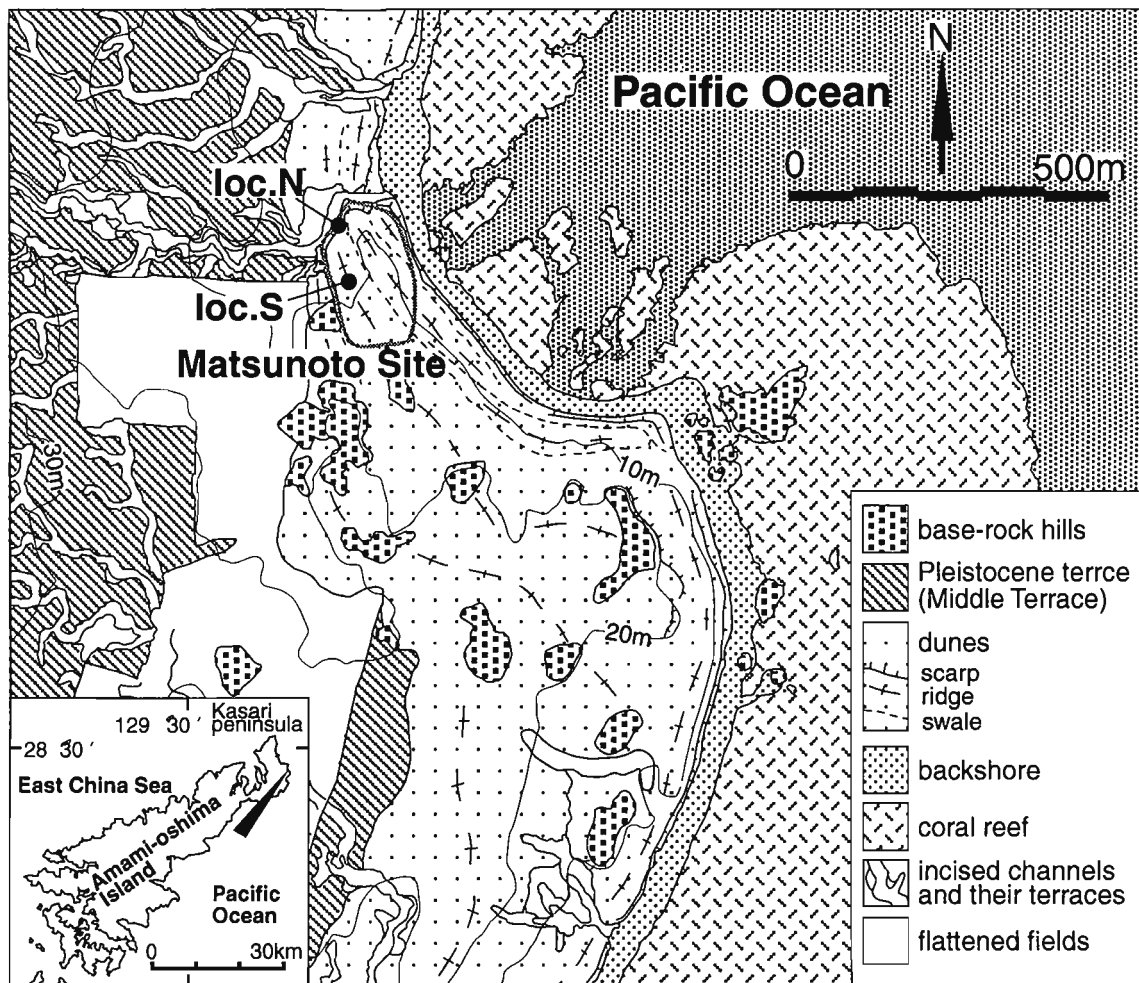 Pacific Ocean
N
0 500m
loc.N
loc.S
Matsunoto Site
30m
10m
20m
base-rock hills
Pleistocene terrce
(Middle Terrace)
dunes
scarp
ridge
swale
backshore
coral reef
incised channels
and their terraces
flattened fields
129 30 ′ Kasari
peninsula
28 30 ′
East China Sea
Amami-oshima
Island
Pacific
Ocean
0 30km